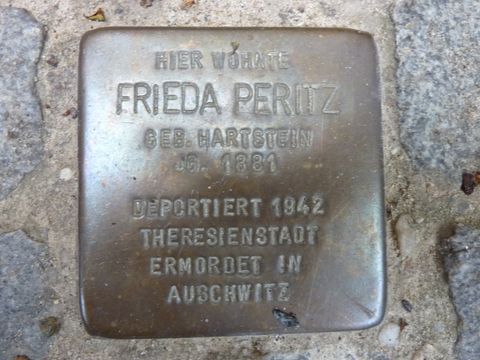 HIER WOHNTE
FRIEDA PERITZ
GEB. HARTSTEIN
JG. 1881
DEPORTIERT 1942
THERESIENSTADT
ERMORDET IN
AUSCHWITZ